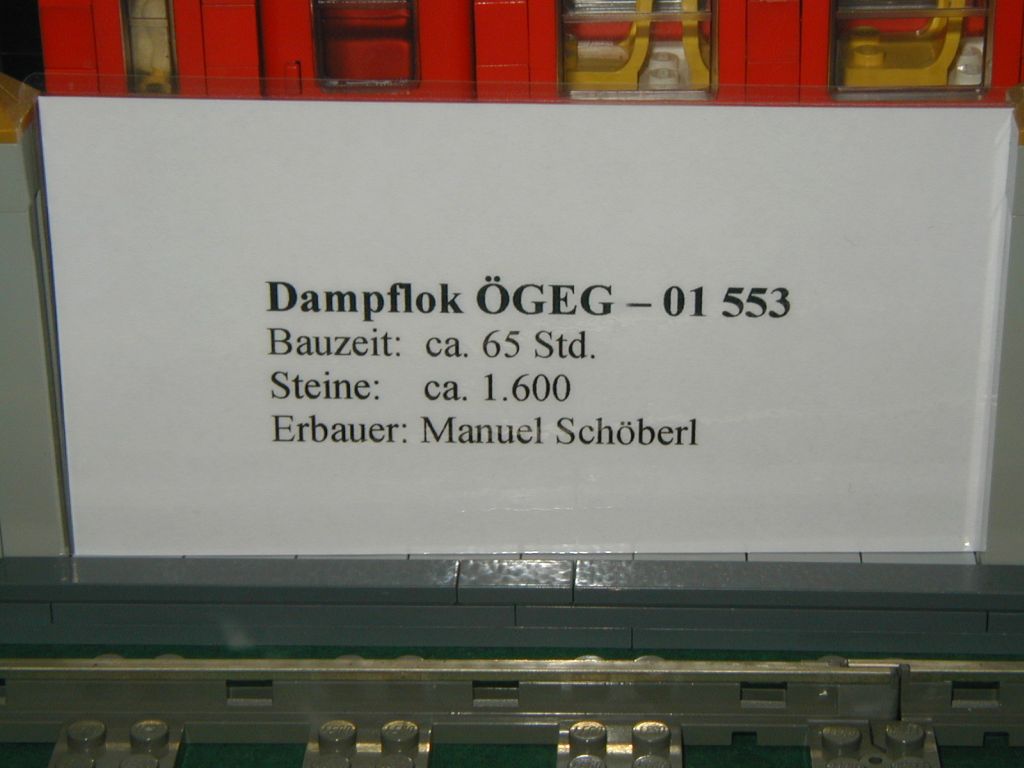 Dampflok ÖGEG – 01 553
Bauzeit: ca. 65 Std.
Steine: ca. 1.600
Erbauer: Manuel Schöberl